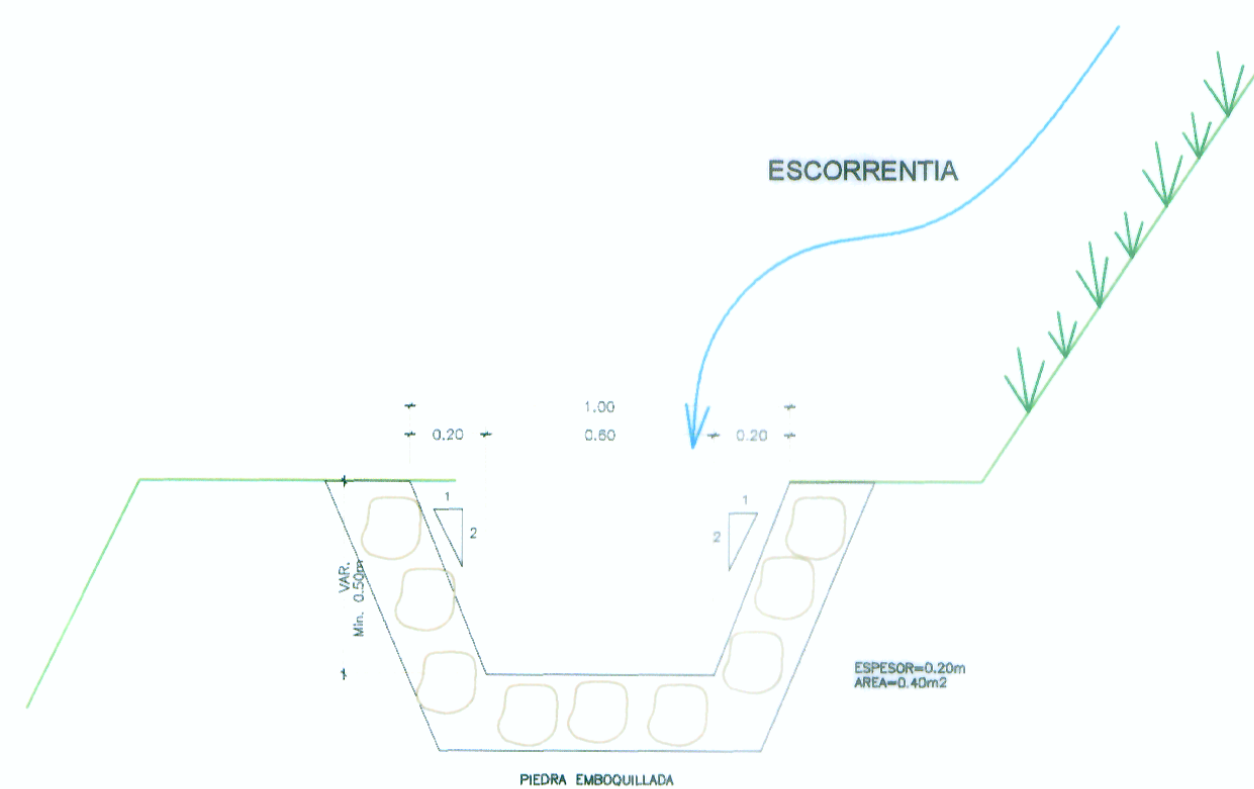 ESCORRENTIA
1.00
0.20 0.60 0.20
1
2
1
2
VAR.
Min. 0.50m
ESPESOR=0.20m
AREA=0.40m2
PIEDRA EMBOQUILLADA